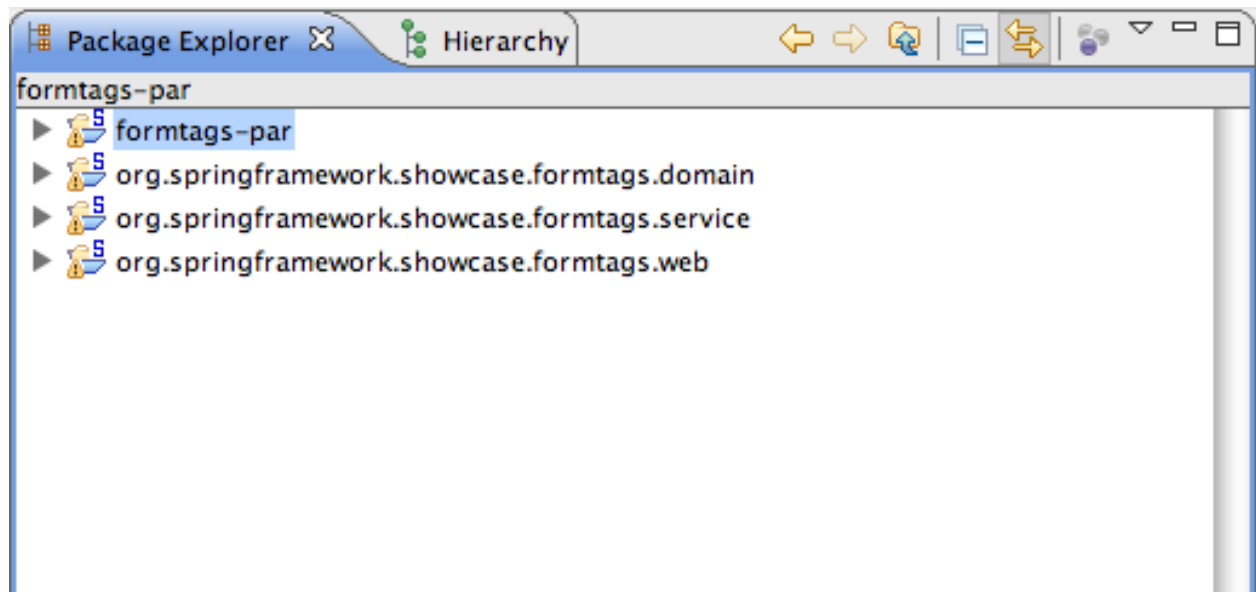 Package Explorer Hierarchy
formtags-par
formtags-par
org.springframework.showcase.formtags.domain
org.springframework.showcase.formtags.service
org.springframework.showcase.formtags.web